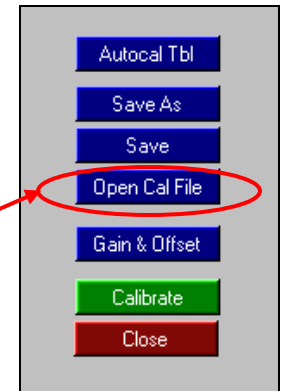 Autocal Tbl
Save As
Save
Open Cal File
Gain & Offset
Calibrate
Close